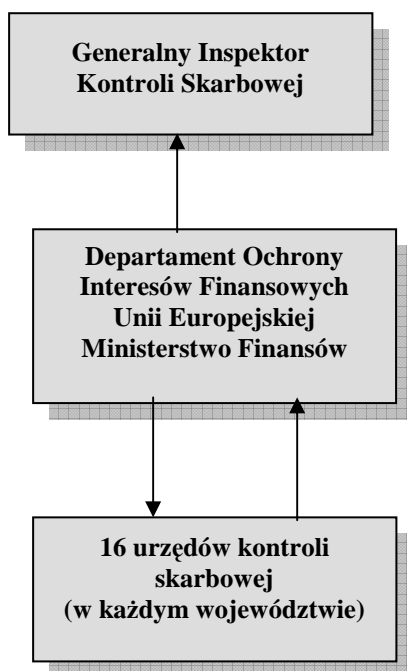 Generalny Inspektor
Kontroli Skarbowej
Departament Ochrony
Interesów Finansowych
Unii Europejskiej
Ministerstwo Finansów
16 urzędów kontroli
skarbowej
(w każdym województwie)